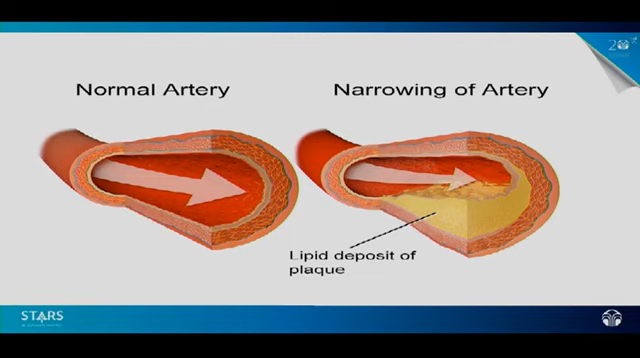 Normal Artery
Narrowing of Artery
Lipid deposit of
plaque
STARS